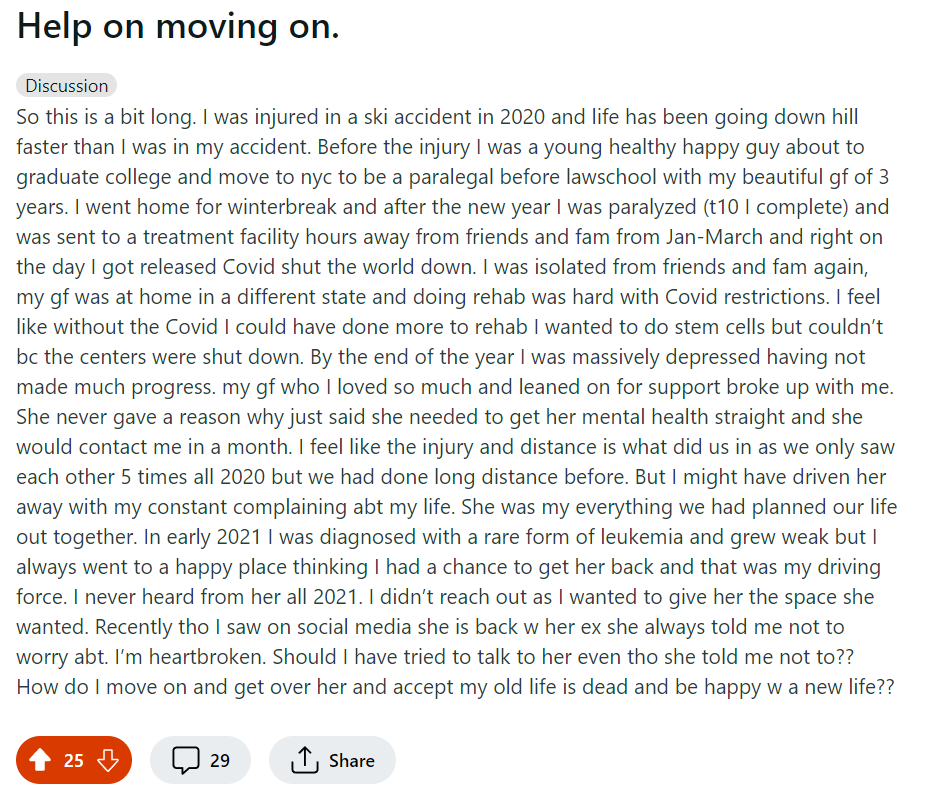 Help on moving on.
Discussion
So this is a bit long. I was injured in a ski accident in 2020 and life has been going down hill
faster than I was in my accident. Before the injury I was a young healthy happy guy about to
graduate college and move to nyc to be a paralegal before lawschool with my beautiful gf of 3
years. I went home for winterbreak and after the new year I was paralyzed (t10 I complete) and
was sent to a treatment facility hours away from friends and fam from Jan-March and right on
the day I got released Covid shut the world down. I was isolated from friends and fam again,
my gf was at home in a different state and doing rehab was hard with Covid restrictions. I feel
like without the Covid I could have done more to rehab I wanted to do stem cells but couldn’t
bc the centers were shut down. By the end of the year I was massively depressed having not
made much progress. my gf who I loved so much and leaned on for support broke up with me.
She never gave a reason why just said she needed to get her mental health straight and she
would contact me in a month. I feel like the injury and distance is what did us in as we only saw
each other 5 times all 2020 but we had done long distance before. But I might have driven her
away with my constant complaining abt my life. She was my everything we had planned our life
out together. In early 2021 I was diagnosed with a rare form of leukemia and grew weak but I
always went to a happy place thinking I had a chance to get her back and that was my driving
force. I never heard from her all 2021. I didn’t reach out as I wanted to give her the space she
wanted. Recently tho I saw on social media she is back w her ex she always told me not to
worry abt. I’m heartbroken. Should I have tried to talk to her even tho she told me not to??
How do I move on and get over her and accept my old life is dead and be happy w a new life??
25 29 Share